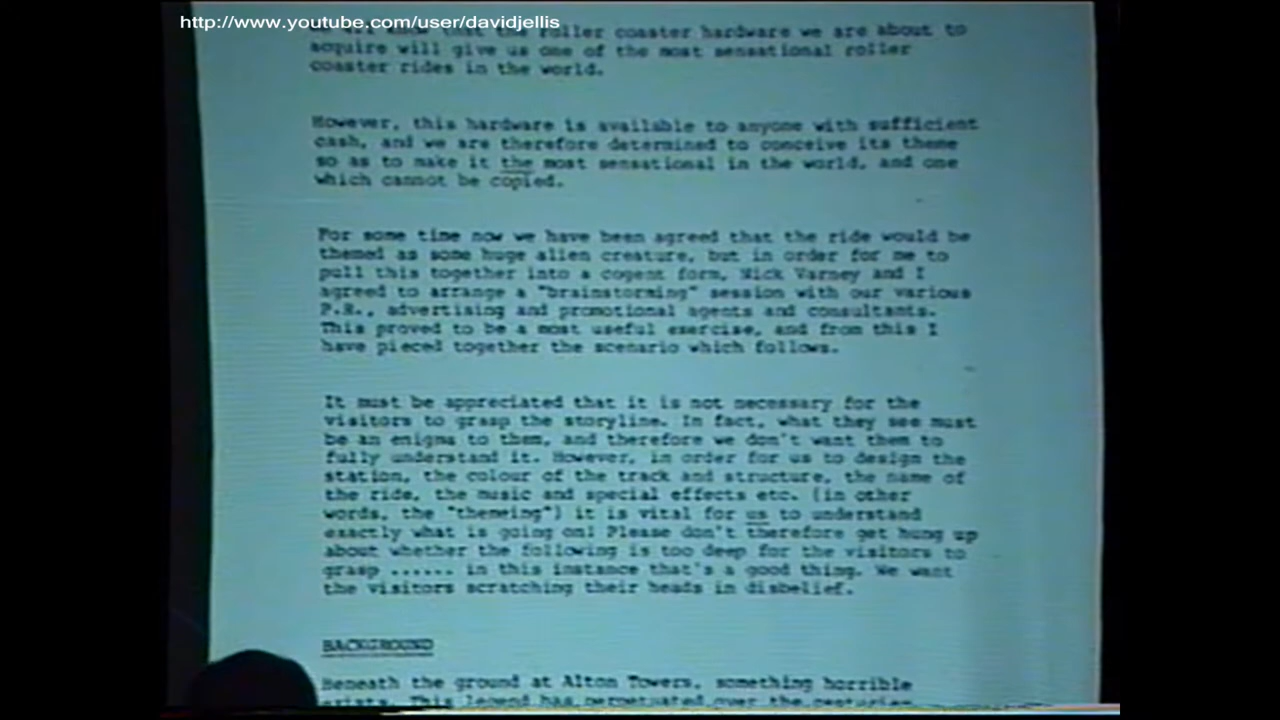 http://www.youtube.com/user/davidjellis
that the roller coaster hardware we are about to
acquire will give us one of the most sensational roller
coaster rides in the world.
However, this hardware is available to anyone with sufficient
cash, and we are therefore determined to conceive its theme
so as to make it the most sensational in the world, and one
which cannot be copied.
For some time now we have been agreed that the ride would be
themed as some huge alien creature, but in order for me to
pull this together into a cogent form, Nick Varney and I
agreed to arrange a "brainstorming" session with our various
P.R., advertising and promotional agents and consultants.
This proved to be a most useful exercise, and from this I
have pieced together the scenario which follows.
It must be appreciated that it is not necessary for the
visitors to grasp the storyline. In fact, what they see must
be an enigma to them, and therefore we don't want them to
fully understand it. However, in order for us to design the
station, the colour of the track and structure, the name of
the ride, the music and special effects etc. (in other
words, the "themeing") it is vital for us to understand
exactly what is going on! Please don't therefore get hung up
about whether the following is too deep for the visitors to
grasp ...... in this instance that's a good thing. We want
the visitors scratching their heads in disbelief.
BACKGROUND
Beneath the ground at Alton Towers, something horrible
exists. This legend has perpetuated over the centuries